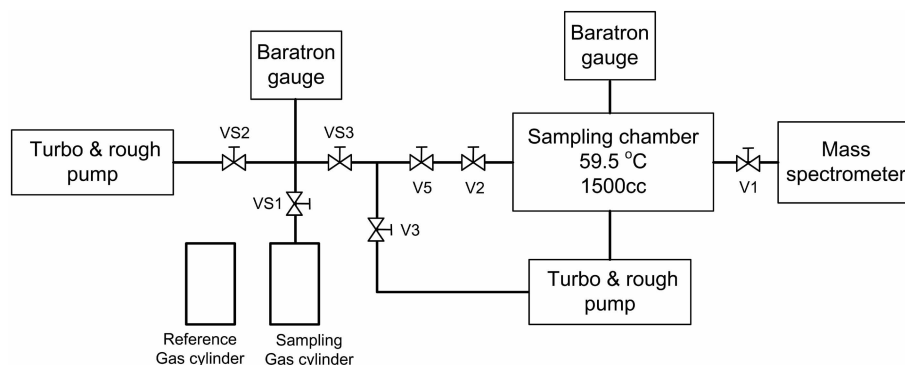 Baratron
gauge
Baratron
gauge
VS2
VS3
Turbo & rough
pump
Sampling chamber
59.5 °C
1500cc
Mass
spectrometer
V5
V2
V1
VS1
V3
Turbo & rough
pump
Reference
Gas cylinder
Sampling
Gas cylinder